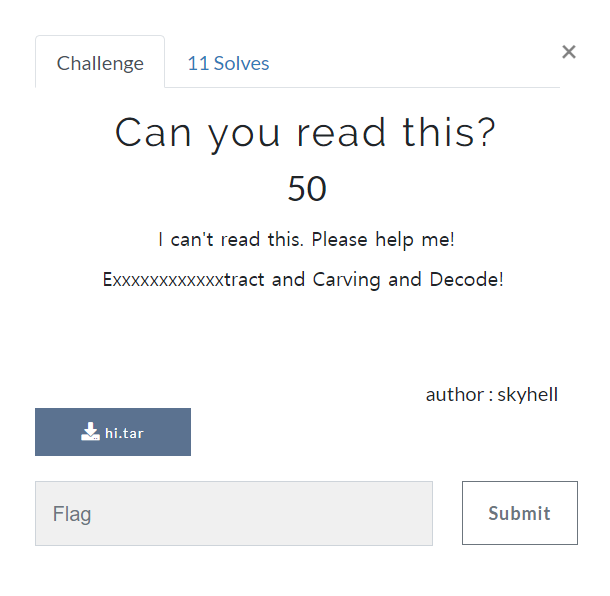 Challenge
11 Solves
×
Can you read this?
50
I can't read this. Please help me!
Exxxxxxxxxxxxtract and Carving and Decode!
author : skyhell
hi.tar
Flag
Submit